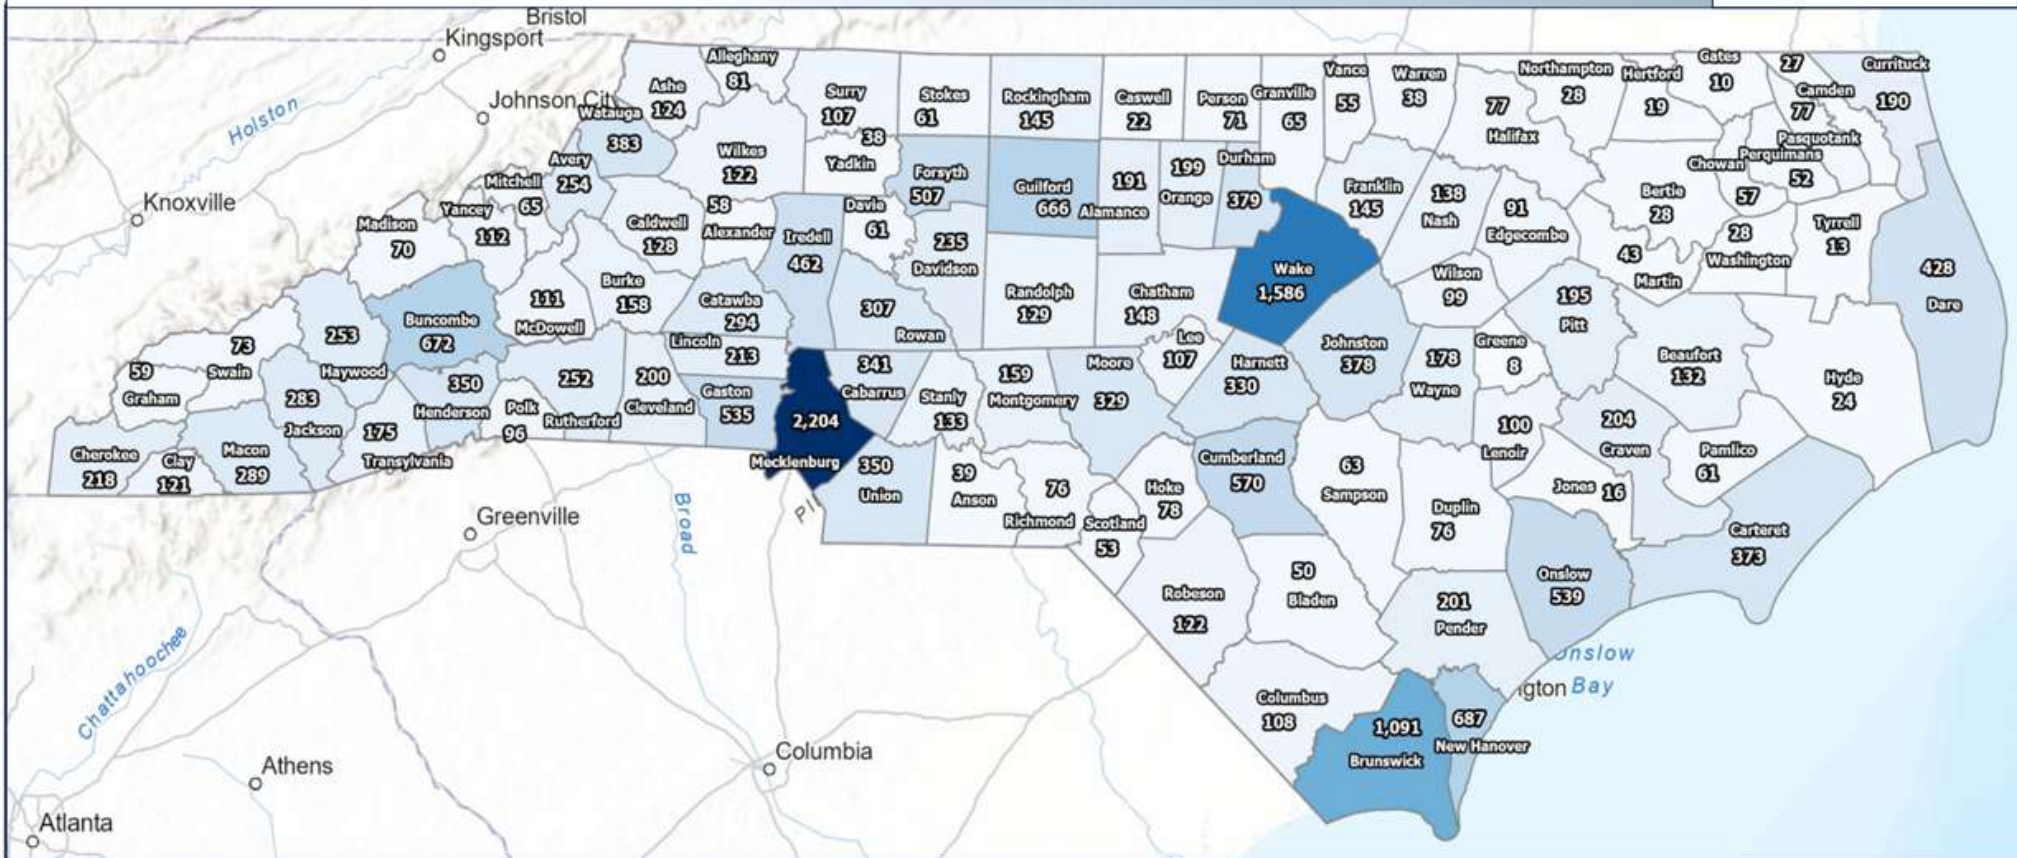 Bristol
Kingsport
Johnson City
Holston
Knoxville
Alleghany
81
Ashe
124
Watauga
383
Surry
107
Stokes
61
Rockingham
145
Caswell
22
Person
71
Granville
65
Vance
55
Warren
38
Northampton
28
77
Halifax
Hertford
19
Gates
10
27
Camden
77
Pasquotank
Currituck
190
Perquimans
52
Chowan
57
Avery
254
Mitchell
65
Yancey
112
Madison
70
Wilkes
122
38
Yadkin
Forsyth
507
Guilford
666
191
Alamance
199
Orange
Durham
379
Franklin
145
138
Nash
91
Edgecombe
Bertie
28
28
Washington
Tyrrell
13
43
Martin
428
Dare
Caldwell
128
58
Alexander
Iredell
462
Davie
61
235
Davidson
Randolph
129
Chatham
148
Wake
1,586
Wilson
99
195
Pitt
Beaufort
132
Hyde
24
Burke
158
Catawba
294
307
Rowan
111
McDowell
Buncombe
672
253
Haywood
73
Swain
59
Graham
283
Jackson
Cherokee
218
Clay
121
Macon
289
175
Transylvania
350
Henderson
Polk
96
252
Rutherford
200
Cleveland
Lincoln
213
Gaston
535
2,204
Mecklenburg
341
Cabarrus
350
Union
Stanly
133
159
Montgomery
Moore
329
Lee
107
Harnett
330
Johnston
378
178
Wayne
Greene
8
100
Lenoir
204
Craven
Pamlico
61
Jones 16
Carteret
373
39
Anson
76
Richmond
Scotland
53
Hoke
78
Cumberland
570
63
Sampson
Duplin
76
Onslow
539
Robeson
122
50
Bladen
201
Pender
Columbus
108
1,091
Brunswick
687
New Hanover
Onslow
Bay
ngton
Greenville
Broad
Chattahoochee
Athens
Atlanta
Columbia